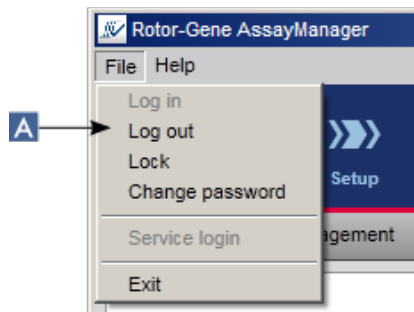 Rotor-Gene AssayManager
File Help
Log in
A Log out
Lock
Change password
Setup
Service login
agement
Exit